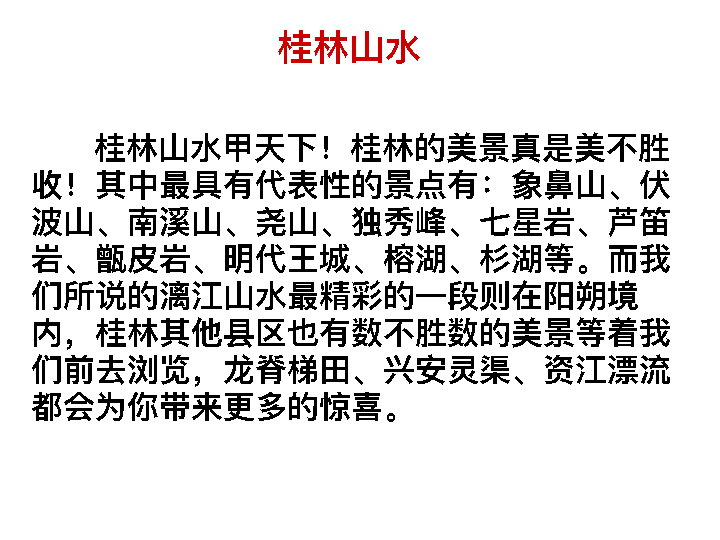 桂林山水
桂林山水甲天下！桂林的美景真是美不胜
收！其中最具有代表性的景点有：象鼻山、伏
波山、南溪山、尧山、独秀峰、七星岩、芦笛
岩、甑皮岩、明代王城、榕湖、杉湖等。而我
们所说的漓江山水最精彩的一段则在阳朔境
内，桂林其他县区也有数不胜数的美景等着我
们前去浏览，龙脊梯田、兴安灵渠、资江漂流
都会为你带来更多的惊喜。